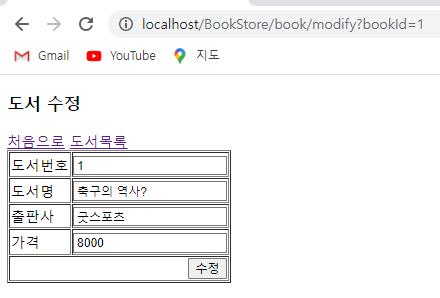 localhost/BookStore/book/modify?bookId=1
Gmail YouTube 지도
도서 수정
처음으로 도서목록
도서번호 1
도서명 축구의 역사?
출판사 굿스포츠
가격 8000
수정